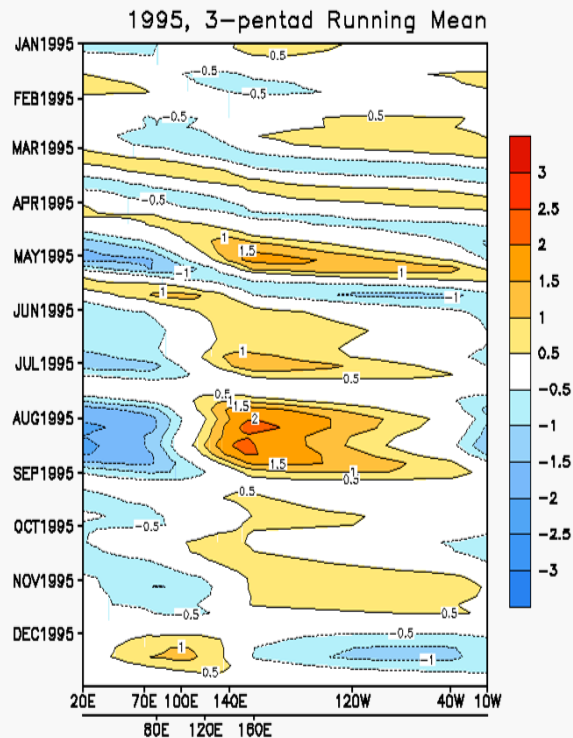 1995, 3-pentad Running Mean
JAN1995
0.5
-0.5
-0.5
FEB1995
-0.5
0.5
MAR1995
-0.5
APR1995
1
1.5
MAY1995
-1
1
1
-1
JUN1995
1
JUL1995
0.5
0.5
1
1.5
AUG1995
2
1.5
1
SEP1995
0.5
0.5
OCT1995
-0.5
NOV1995
-0.5
0.5
DEC1995
-0.5
1
-1
0.5
20E 70E 100E 140E 120W 40W 10W
80E 120E 160E
3
2.5
2
1.5
1
0.5
-0.5
-1
-1.5
-2
-2.5
-3